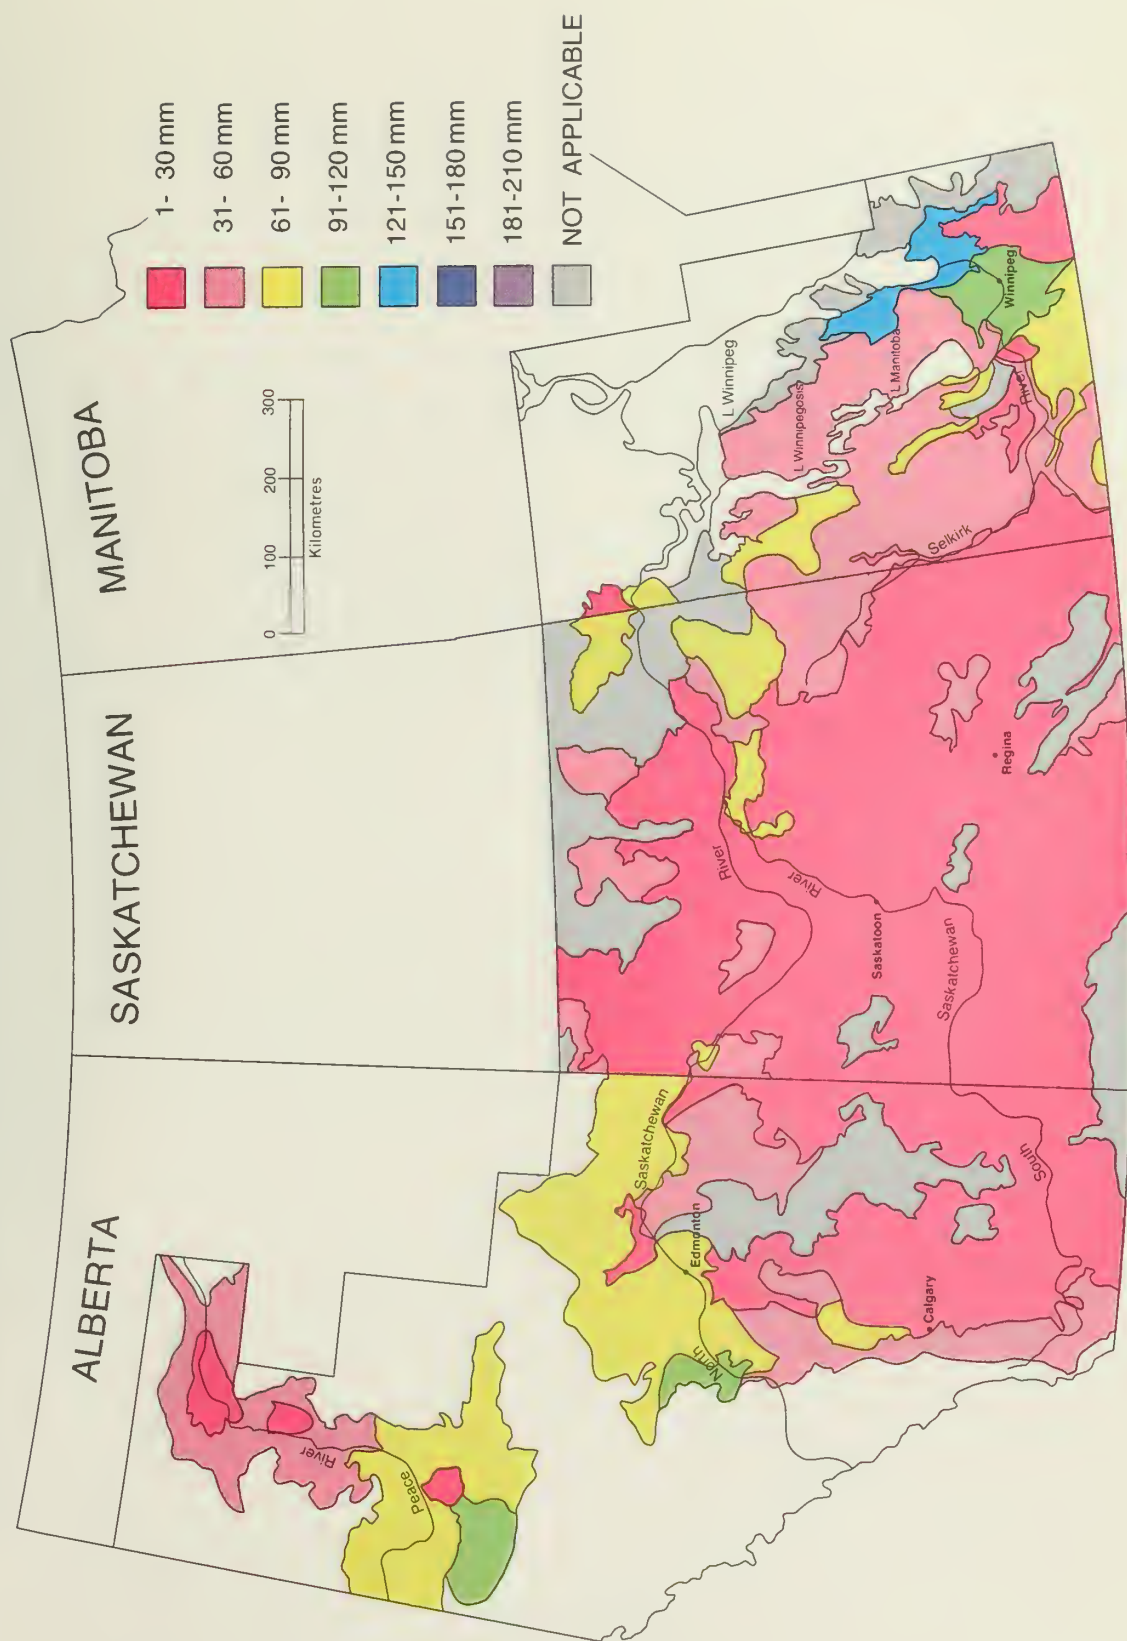 ALBERTA
SASKATCHEWAN
MANITOBA
0 100 200 300
Kilometres
1- 30 mm
31- 60 mm
61- 90 mm
91-120 mm
121-150 mm
151-180 mm
181-210 mm
NOT APPLICABLE
River
Peace
North
Saskatchewan
Edmonton
Calgary
South
Saskatchewan
Saskatoon
River
River
Regina
Selkirk
L Winnipeg
L Winnipegosis
L Manitoba
River
Winnipeg